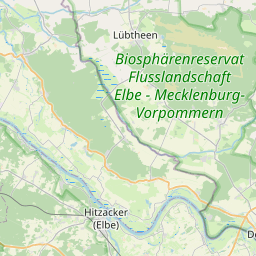 Lübtheen
Biosphärenreservat
Flusslandschaft
Elbe - Mecklenburg-
Vorpommern
Hitzacker
(Elbe)